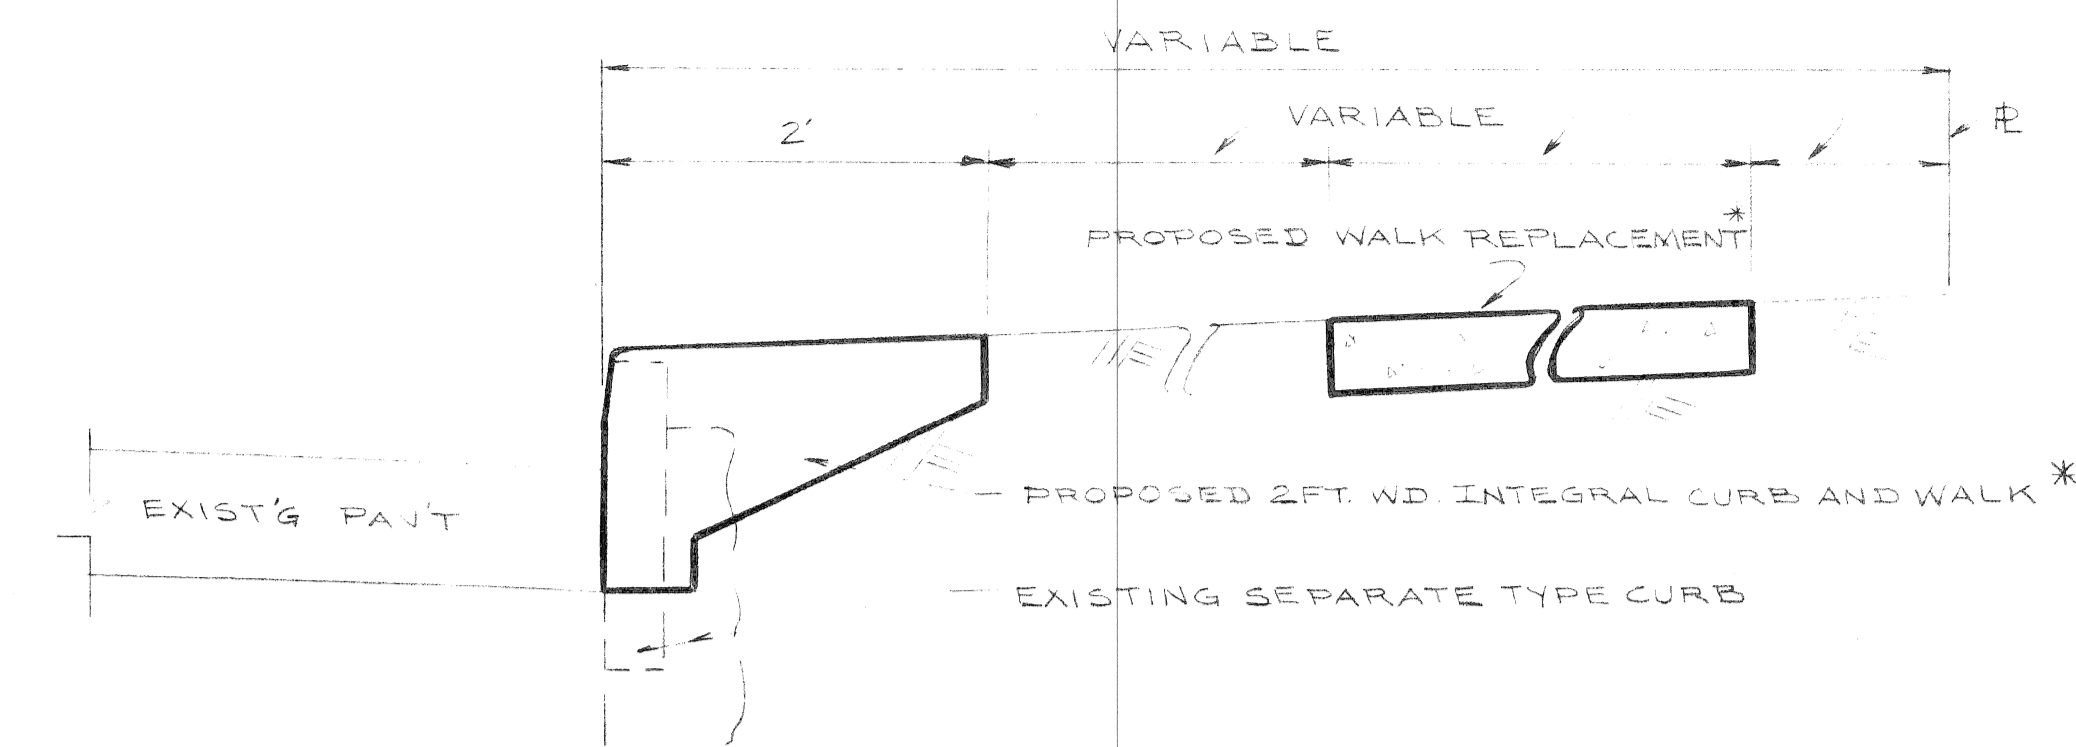 VARIABLE
2'
VARIABLE
PL
PROPOSED WALK REPLACEMENT*
EXIST'G PAV'T
PROPOSED 2FT. WD. INTEGRAL CURB AND WALK *
EXISTING SEPARATE TYPE CURB